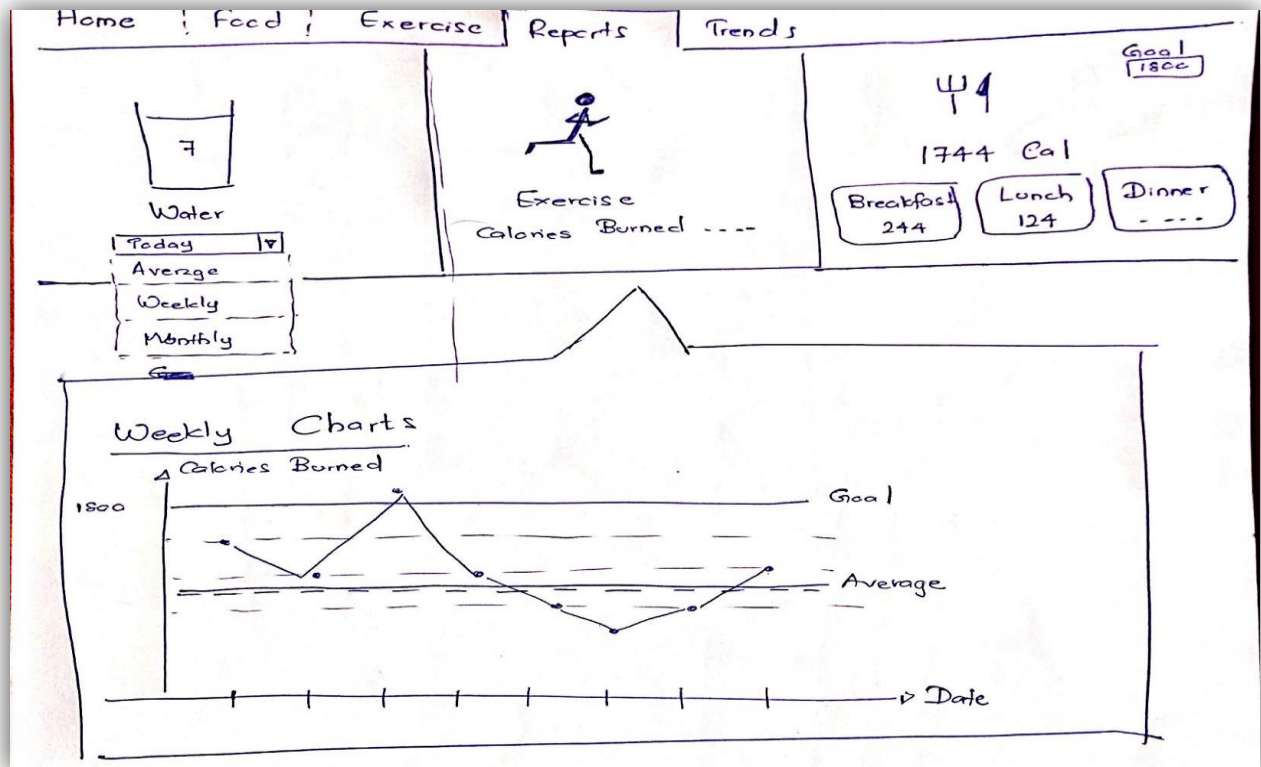 Home Food Exercise Reports Trends
Goal
1800
7
Water
Today
Average
Weekly
Monthly
Exercise
Calories Burned ----
1744 Cal
Breakfast
244
Lunch
124
Dinner
----
Weekly Charts
Calories Burned
1800
Goal
Average
Date